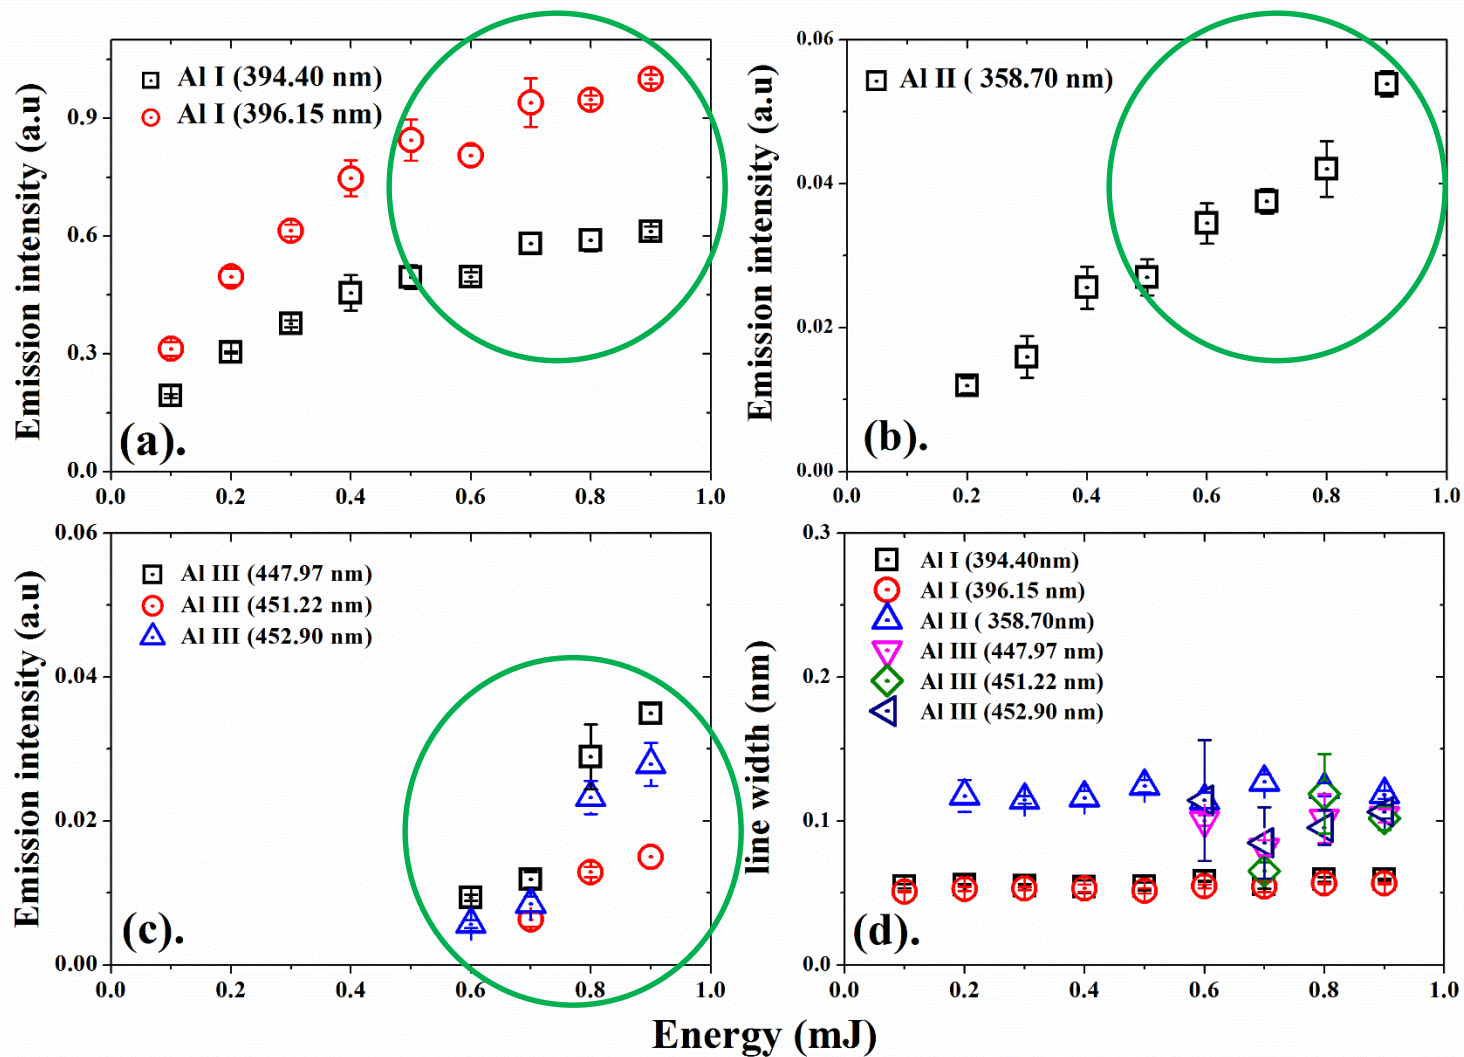 Emission intensity (a.u)
Al I (394.40 nm)
Al I (396.15 nm)
0.9
0.6
0.3
0.0
(a).
0.0 0.2 0.4 0.6 0.8 1.0
Emission intensity (a.u)
Al II ( 358.70 nm)
0.06
0.04
0.02
0.00
(b).
0.0 0.2 0.4 0.6 0.8 1.0
Emission intensity (a.u)
Al III (447.97 nm)
Al III (451.22 nm)
Al III (452.90 nm)
0.06
0.04
0.02
0.00
(c).
0.0 0.2 0.4 0.6 0.8 1.0
line width (nm)
Al I (394.40nm)
Al I (396.15 nm)
Al II ( 358.70nm)
Al III (447.97 nm)
Al III (451.22 nm)
Al III (452.90 nm)
0.3
0.2
0.1
0.0
(d).
0.2 0.4 0.6 0.8 1.0
Energy (mJ)